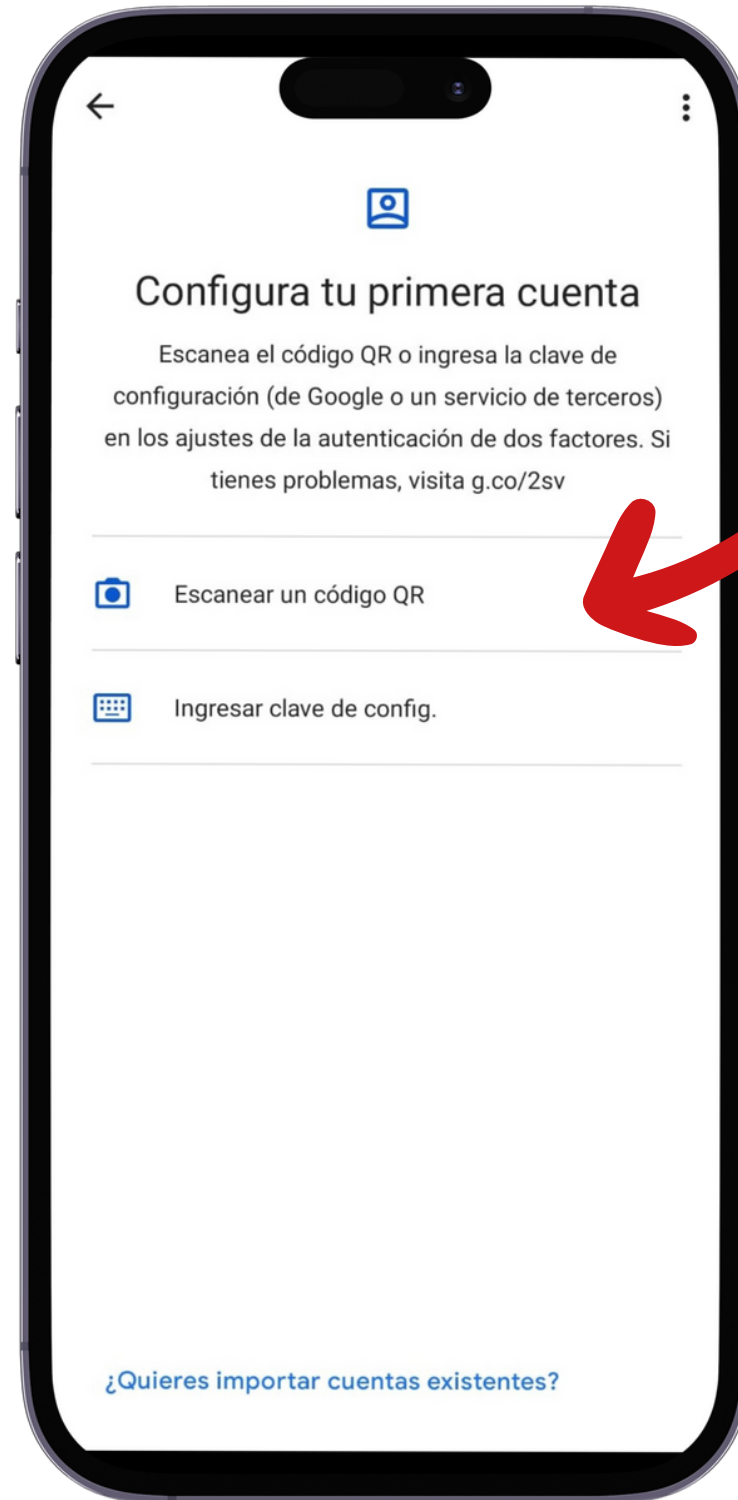 Configura tu primera cuenta
Escanea el código QR o ingresa la clave de
configuración (de Google o un servicio de terceros)
en los ajustes de la autenticación de dos factores. Si
tienes problemas, visita g.co/2sv
Escanear un código QR
Ingresar clave de config.
¿Quieres importar cuentas existentes?